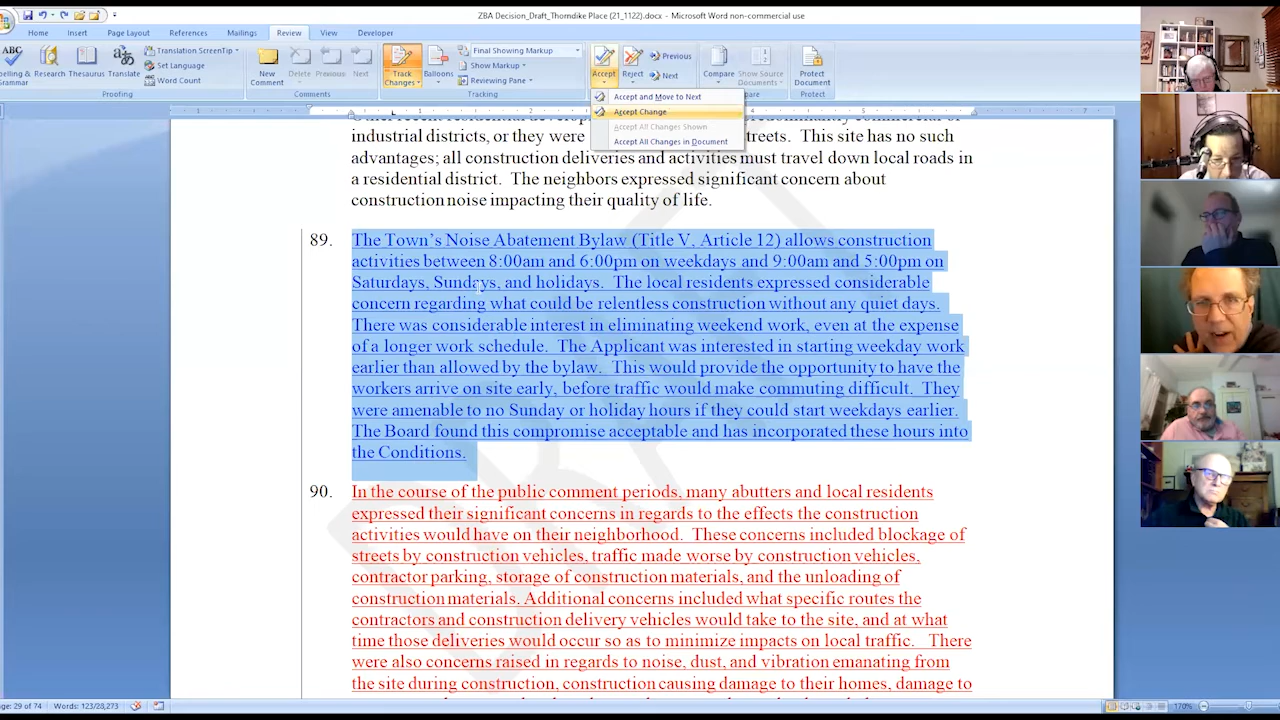 ZBA Decision_Draft_Thorndike Place (21_1122).docx - Microsoft Word non-commercial use
Home Insert Page Layout References Mailings Review View Developer
ABC
Spelling & Grammar
Research
Thesaurus
Translate
Translation ScreenTip
Set Language
Word Count
Proofing
New Comment
Delete
Previous
Next
Comments
Track Changes
Balloons
Final Showing Markup
Show Markup
Reviewing Pane
Tracking
Accept
Reject
Previous
Next
Compare
Show Source Documents
Protect Document
Protect
Accept and Move to Next
Accept Change
Accept All Changes Shown
Accept All Changes in Document
industrial districts, or they were
streets. This site has no such
advantages; all construction deliveries and activities must travel down local roads in
a residential district. The neighbors expressed significant concern about
construction noise impacting their quality of life.
89. The Town's Noise Abatement Bylaw (Title V, Article 12) allows construction
activities between 8:00am and 6:00pm on weekdays and 9:00am and 5:00pm on
Saturdays, Sundays, and holidays. The local residents expressed considerable
concern regarding what could be relentless construction without any quiet days.
There was considerable interest in eliminating weekend work, even at the expense
of a longer work schedule. The Applicant was interested in starting weekday work
earlier than allowed by the bylaw. This would provide the opportunity to have the
workers arrive on site early, before traffic would make commuting difficult. They
were amenable to no Sunday or holiday hours if they could start weekdays earlier.
The Board found this compromise acceptable and has incorporated these hours into
the Conditions.
90. In the course of the public comment periods, many abutters and local residents
expressed their significant concerns in regards to the effects the construction
activities would have on their neighborhood. These concerns included blockage of
streets by construction vehicles, traffic made worse by construction vehicles,
contractor parking, storage of construction materials, and the unloading of
construction materials. Additional concerns included what specific routes the
contractors and construction delivery vehicles would take to the site, and at what
time those deliveries would occur so as to minimize impacts on local traffic. There
were also concerns raised in regards to noise, dust, and vibration emanating from
the site during construction, construction causing damage to their homes, damage to
Page: 29 of 74 Words: 123/28,273 170%